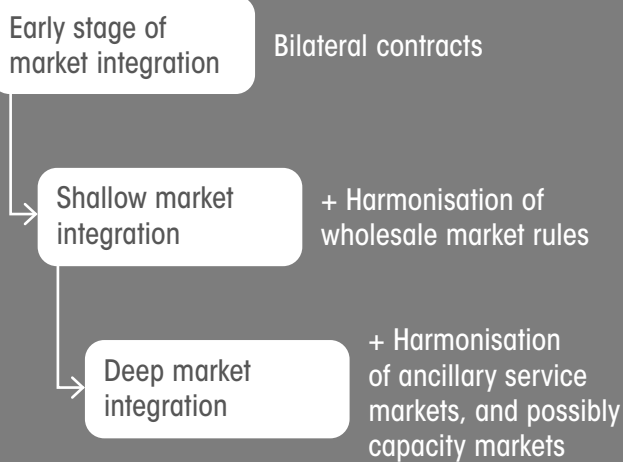 Early stage of
market integration
Bilateral contracts
Shallow market
integration
+ Harmonisation of
wholesale market rules
Deep market
integration
+ Harmonisation
of ancillary service
markets, and possibly
capacity markets